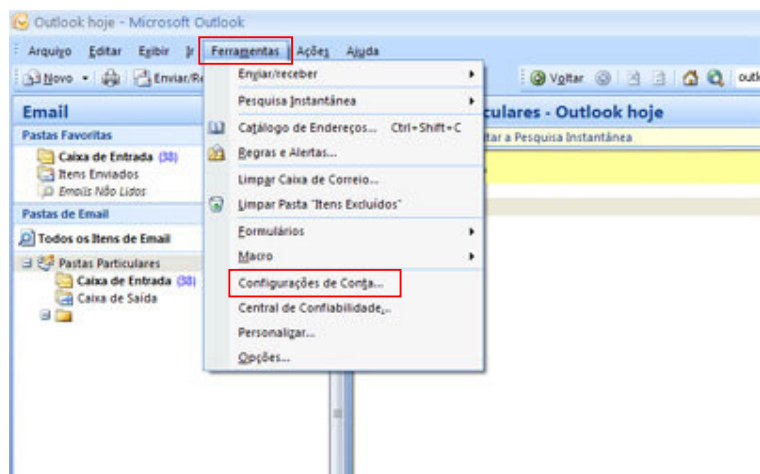 Outlook hoje - Microsoft Outlook
Arquivo Editar Exibir Ir Ferramentas Ações Ajuda
Novo Enviar/Re Voltar outl
Email
culares - Outlook hoje
Pastas Favoritas
tar a Pesquisa Instantânea
Caixa de Entrada (38)
Itens Enviados
Emails Não Lidos
Pastas de Email
Todos os Itens de Email
Pastas Particulares
Caixa de Entrada (38)
Caixa de Saída
Enviar/receber
Pesquisa Instantânea
Catálogo de Endereços... Ctrl+Shift+C
Regras e Alertas...
Limpar Caixa de Correio...
Limpar Pasta "Itens Excluídos"
Formulários
Macro
Configurações de Conta...
Central de Confiabilidade...
Personalizar...
Opções...